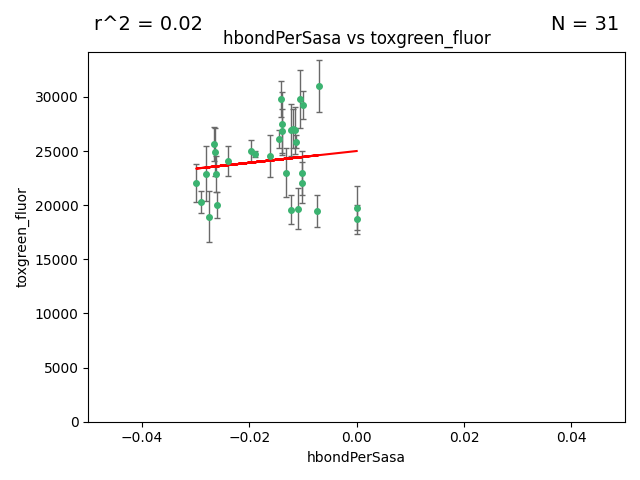 r^2 = 0.02
N = 31
hbondPerSasa vs toxgreen_fluor
30000
25000
20000
15000
10000
5000
0
toxgreen_fluor
−0.04
−0.02
0.00
0.02
0.04
hbondPerSasa